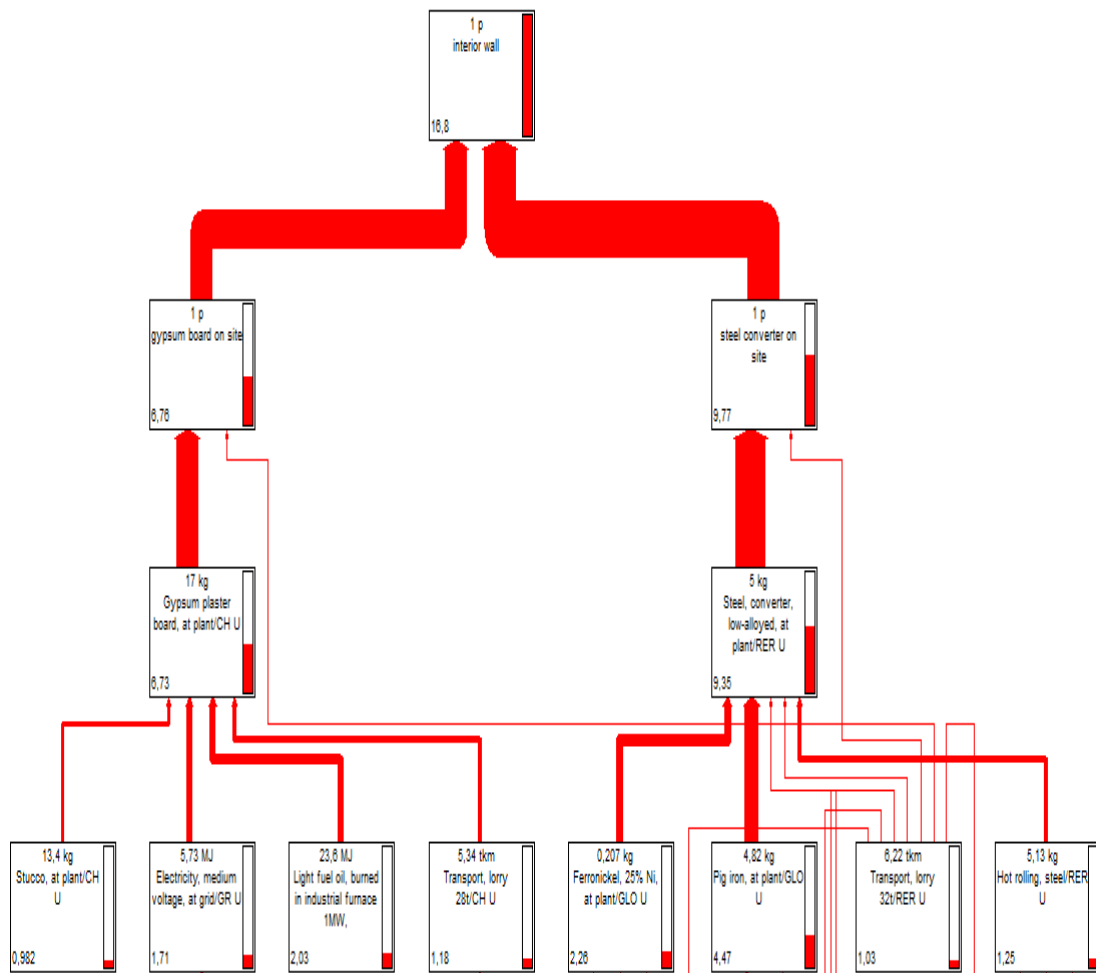 1 p
interior wall
16,8
1 p
gypsum board on site
6,76
1 p
steel converter on
site
9,77
17 kg
Gypsum plaster
board, at plant/CH U
6,73
5 kg
Steel, converter,
low-alloyed, at
plant/RER U
9,35
13,4 kg
Stucco, at plant/CH
U
0,982
5,73 MJ
Electricity, medium
voltage, at grid/GR U
1,71
23,6 MJ
Light fuel oil, burned
in industrial furnace
1MW,
2,03
5,34 tkm
Transport, lorry
28t/CH U
1,18
0,207 kg
Ferronickel, 25% Ni,
at plant/GLO U
2,26
4,82 kg
Pig iron, at plant/GLO
U
4,47
6,22 tkm
Transport, lorry
32t/RER U
1,03
5,13 kg
Hot rolling, steel/RER
U
1,25